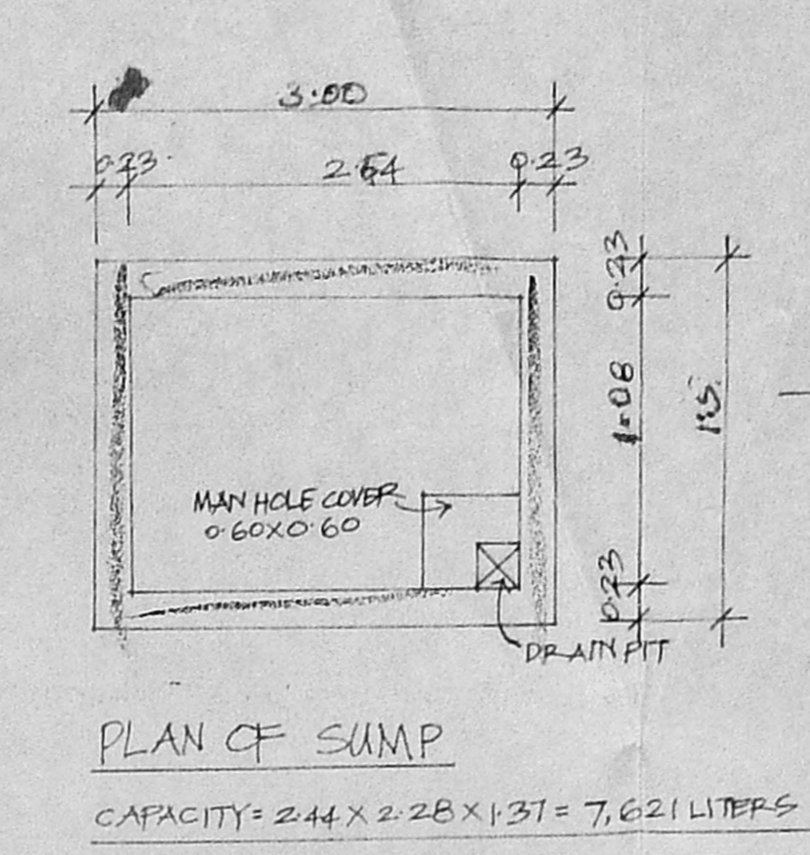 3.00
0.23 2.54 0.23
0.23
1.08
1.5
0.23
MAN HOLE COVER
0.60X0.60
DRAIN PIT
PLAN OF SUMP
CAPACITY= 2.44 X 2.28 X 1.37 = 7,621 LITERS